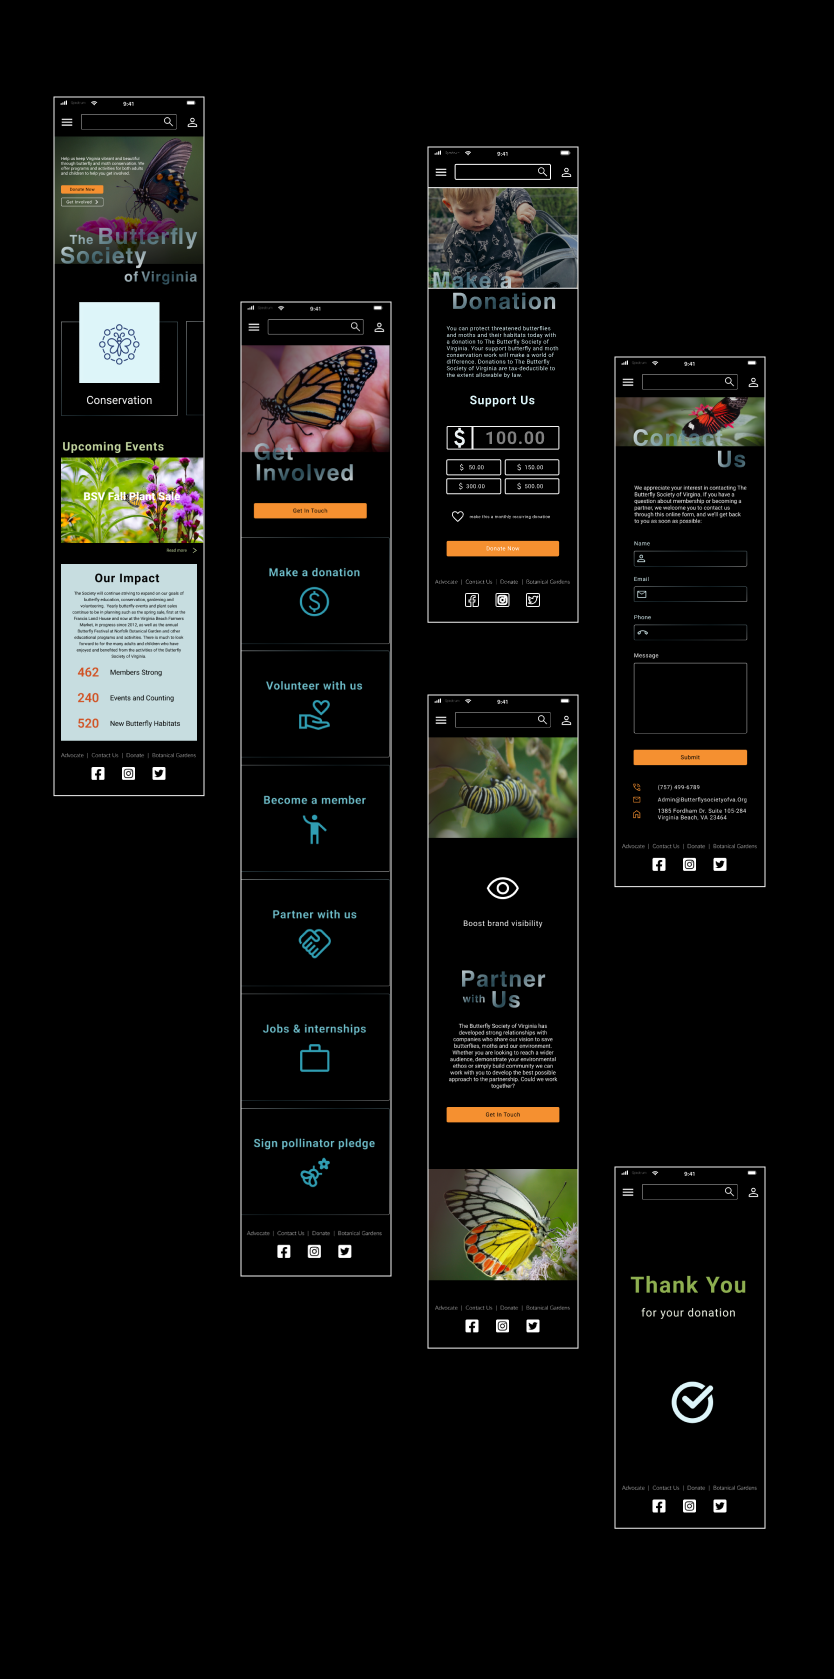 9:41
Help us keep Virginia vibrant and beautiful
through butterfly and moth conservation. We
offer programs and activities for both adults
and children to help you get involved.
Donate Now
Get Involved
The Butterfly
Society
of Virginia
Conservation
Upcoming Events
BSV Fall Plant Sale
Read more
Our Impact
The Society will continue striving to expand on our goals of
butterfly education, conservation, gardening and
volunteering. Yearly butterfly events and plant sales
continue to be in planning such as the spring sale, first at the
Francis Land House and now at the Virginia Beach Farmers
Market, in progress since 2012, as well as the annual
Butterfly Festival at Norfolk Botanical Garden and other
educational programs and activities. There is much to look
forward to for the many adults and children who have
enjoyed and benefited from the activities of the Butterfly
Society of Virginia.
462 Members Strong
240 Events and Counting
520 New Butterfly Habitats
Advocate | Contact Us | Donate | Botanical Gardens
9:41
Get
Involved
Get In Touch
Make a donation
Volunteer with us
Become a member
Partner with us
Jobs & internships
Sign pollinator pledge
Advocate | Contact Us | Donate | Botanical Gardens
9:41
Make a
Donation
You can protect threatened butterflies
and moths and their habitats today with
a donation to The Butterfly Society of
Virginia. Your support butterfly and moth
conservation work will make a world of
difference. Donations to The Butterfly
Society of Virginia are tax-deductible to
the extent allowable by law.
Support Us
$ 100.00
$ 50.00 $ 150.00
$ 300.00 $ 500.00
make this a monthly incurring donation
Donate Now
Advocate | Contact Us | Donate | Botanical Gardens
9:41
Boost brand visibility
Partner
with Us
The Butterfly Society of Virginia has
developed strong relationships with
companies who share our vision to save
butterflies, moths and our environment.
Whether you are looking to reach a wider
audience, demonstrate your environmental
ethos or simply build community we can
work with you to develop the best possible
approach to the partnership. Could we work
together?
Get In Touch
Advocate | Contact Us | Donate | Botanical Gardens
9:41
Contact
Us
We appreciate your interest in contacting The
Butterfly Society of Virginia. If you have a
question about membership or becoming a
partner, we welcome you to contact us
through this online form, and we'll get back
to you as soon as possible:
Name
Email
Phone
Message
Submit
(757) 499-6789
Admin@Butterflysocietyofva.Org
1385 Fordham Dr. Suite 105-284
Virginia Beach, VA 23464
Advocate | Contact Us | Donate | Botanical Gardens
9:41
Thank You
for your donation
Advocate | Contact Us | Donate | Botanical Gardens